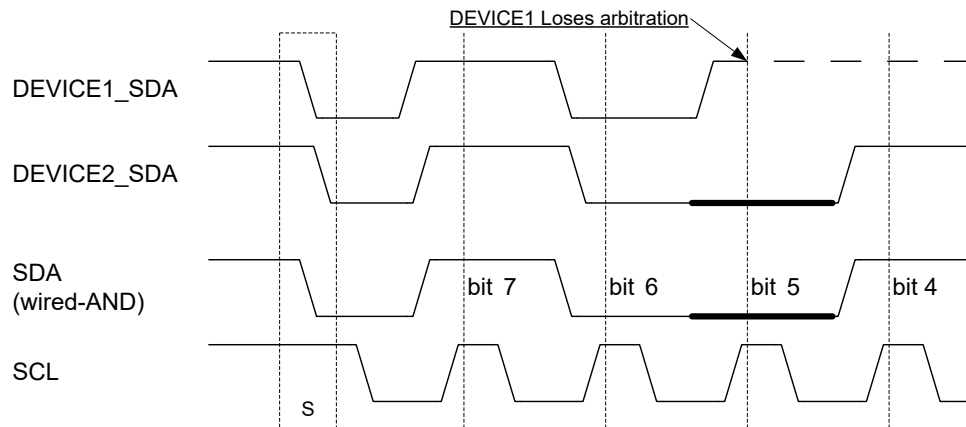 DEVICE1 Loses arbitration
DEVICE1_SDA
DEVICE2_SDA
SDA
(wired-AND)
bit 7
bit 6
bit 5
bit 4
SCL
S